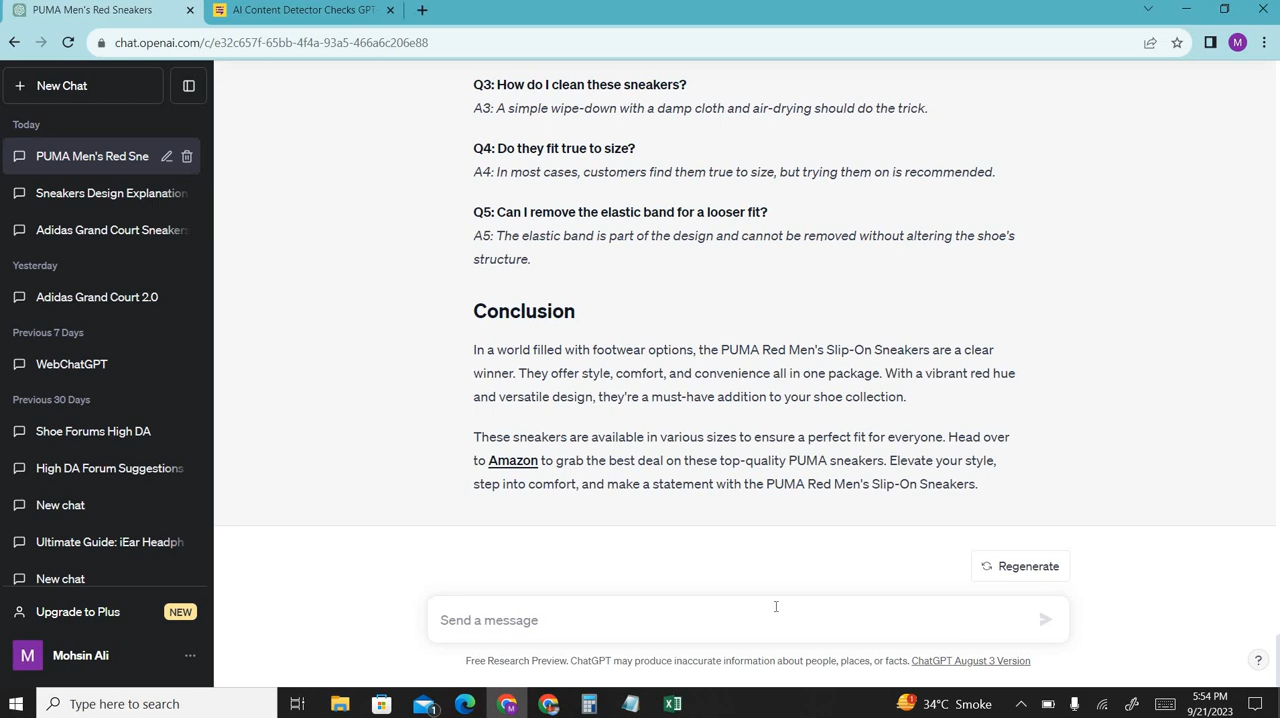 PUMA Men's Red Sneakers
AI Content Detector Checks GPT-
chat.openai.com/c/e32c657f-65bb-4f4a-93a5-466a6c206e88
M
New Chat
Today
PUMA Men's Red Sne
Sneakers Design Explanation
Adidas Grand Court Sneakers
Yesterday
Adidas Grand Court 2.0
Previous 7 Days
WebChatGPT
Previous 30 Days
Shoe Forums High DA
High DA Forum Suggestions
New chat
Ultimate Guide: iEar Headph
New chat
Upgrade to Plus
NEW
M
Mohsin Ali
Q3: How do I clean these sneakers?
A3: A simple wipe-down with a damp cloth and air-drying should do the trick.
Q4: Do they fit true to size?
A4: In most cases, customers find them true to size, but trying them on is recommended.
Q5: Can I remove the elastic band for a looser fit?
A5: The elastic band is part of the design and cannot be removed without altering the shoe's
structure.
Conclusion
In a world filled with footwear options, the PUMA Red Men's Slip-On Sneakers are a clear
winner. They offer style, comfort, and convenience all in one package. With a vibrant red hue
and versatile design, they're a must-have addition to your shoe collection.
These sneakers are available in various sizes to ensure a perfect fit for everyone. Head over
to Amazon to grab the best deal on these top-quality PUMA sneakers. Elevate your style,
step into comfort, and make a statement with the PUMA Red Men's Slip-On Sneakers.
Regenerate
Send a message
Free Research Preview. ChatGPT may produce inaccurate information about people, places, or facts. ChatGPT August 3 Version
?
Type here to search
1
M
34°C Smoke
5:54 PM
9/21/2023